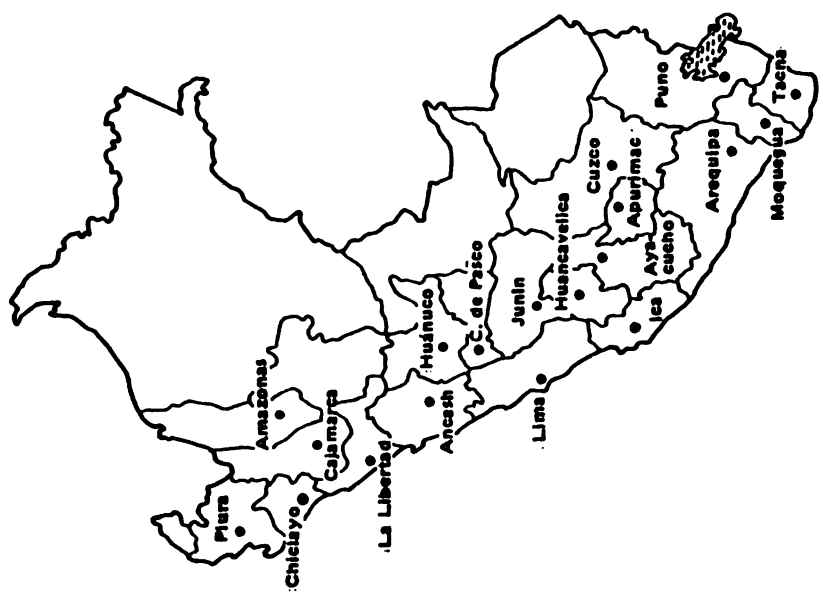 Piura
Chiclayo
Amazonas
Cajamarca
La Libertad
Huánuco
Ancash
C. de Pasco
Lima
Junín
Huancavelica
Ica
Cuzco
Apurimac
Aya-
cucho
Puno
Arequipa
Moquegua
Tacna